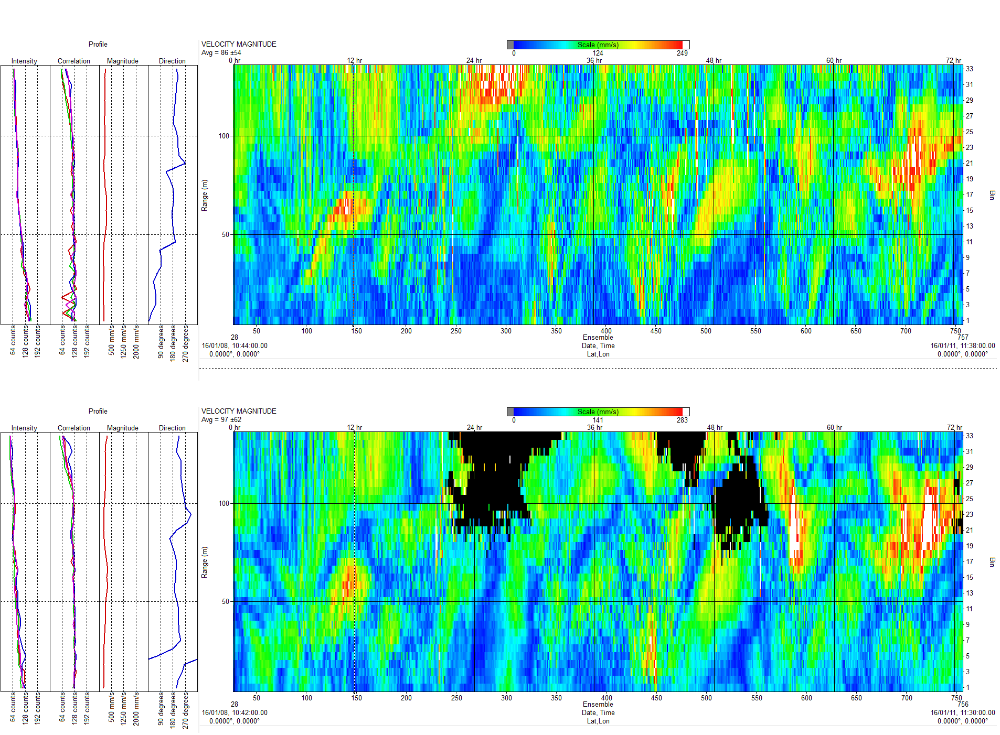 Profile
VELOCITY MAGNITUDE
Avg = 86 ±54
Scale (mm/s)
0 124 249
Intensity Correlation Magnitude Direction
0 hr 12 hr 24 hr 36 hr 48 hr 60 hr 72 hr
33
31
29
27
25
23
21
19
17
15
13
11
9
7
5
3
1
Bin
100
50
Range (m)
64 counts
128 counts
192 counts
64 counts
128 counts
192 counts
500 mm/s
1250 mm/s
2000 mm/s
90 degrees
180 degrees
270 degrees
50 100 150 200 250 300 350 400 450 500 550 600 650 700 750
28 Ensemble 757
16/01/08, 10:44:00.00 Date, Time 16/01/11, 11:38:00.00
0.0000°, 0.0000° Lat,Lon 0.0000°, 0.0000°
Profile
VELOCITY MAGNITUDE
Avg = 97 ±62
Scale (mm/s)
0 141 283
Intensity Correlation Magnitude Direction
0 hr 12 hr 24 hr 36 hr 48 hr 60 hr 72 hr
33
31
29
27
25
23
21
19
17
15
13
11
9
7
5
3
1
Bin
100
50
Range (m)
64 counts
128 counts
192 counts
64 counts
128 counts
192 counts
500 mm/s
1250 mm/s
2000 mm/s
90 degrees
180 degrees
270 degrees
50 100 150 200 250 300 350 400 450 500 550 600 650 700 750
28 Ensemble 756
16/01/08, 10:42:00.00 Date, Time 16/01/11, 11:30:00.00
0.0000°, 0.0000° Lat,Lon 0.0000°, 0.0000°